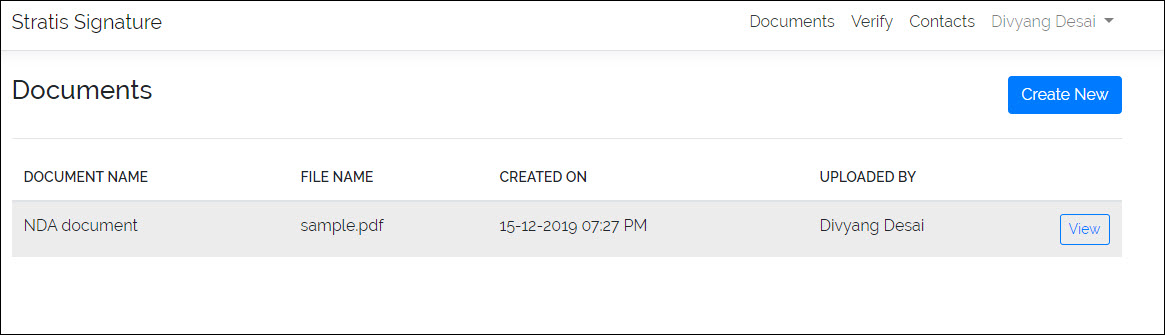 Stratis Signature Documents Verify Contacts Divyang Desai
Documents Create New
DOCUMENT NAME FILE NAME CREATED ON UPLOADED BY
NDA document sample.pdf 15-12-2019 07:27 PM Divyang Desai View